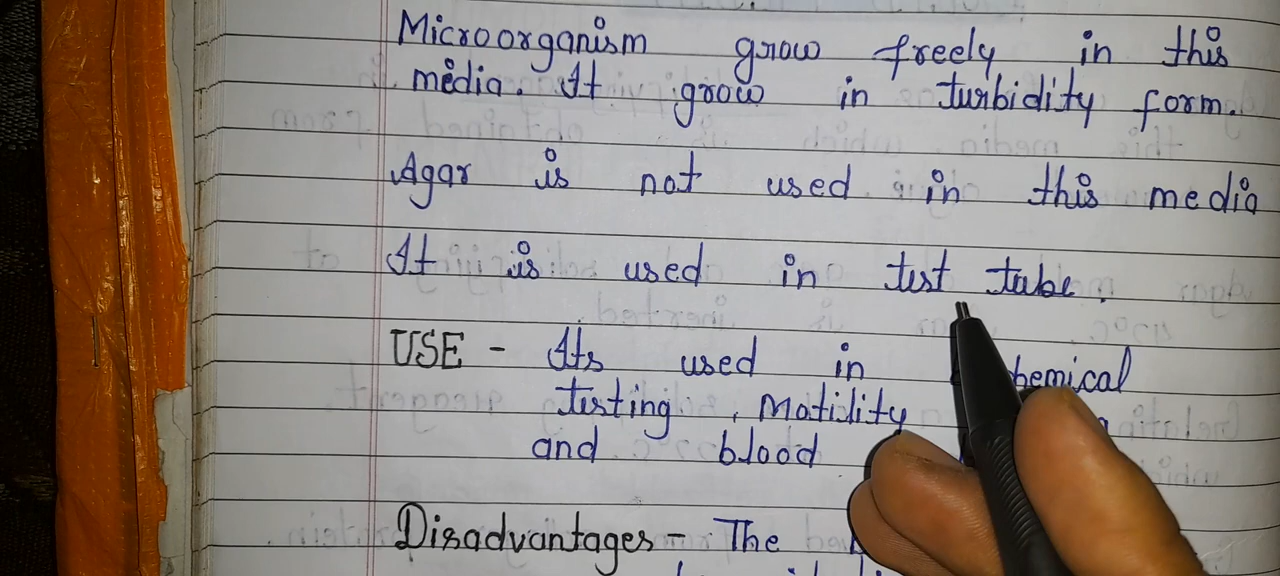 Microorganism grow freely in this
media. It grow in turbidity form.
Agar is not used in this media
It is used in test tube.
USE - Its used in
testing, Motility
and blood
Disadvantages - The